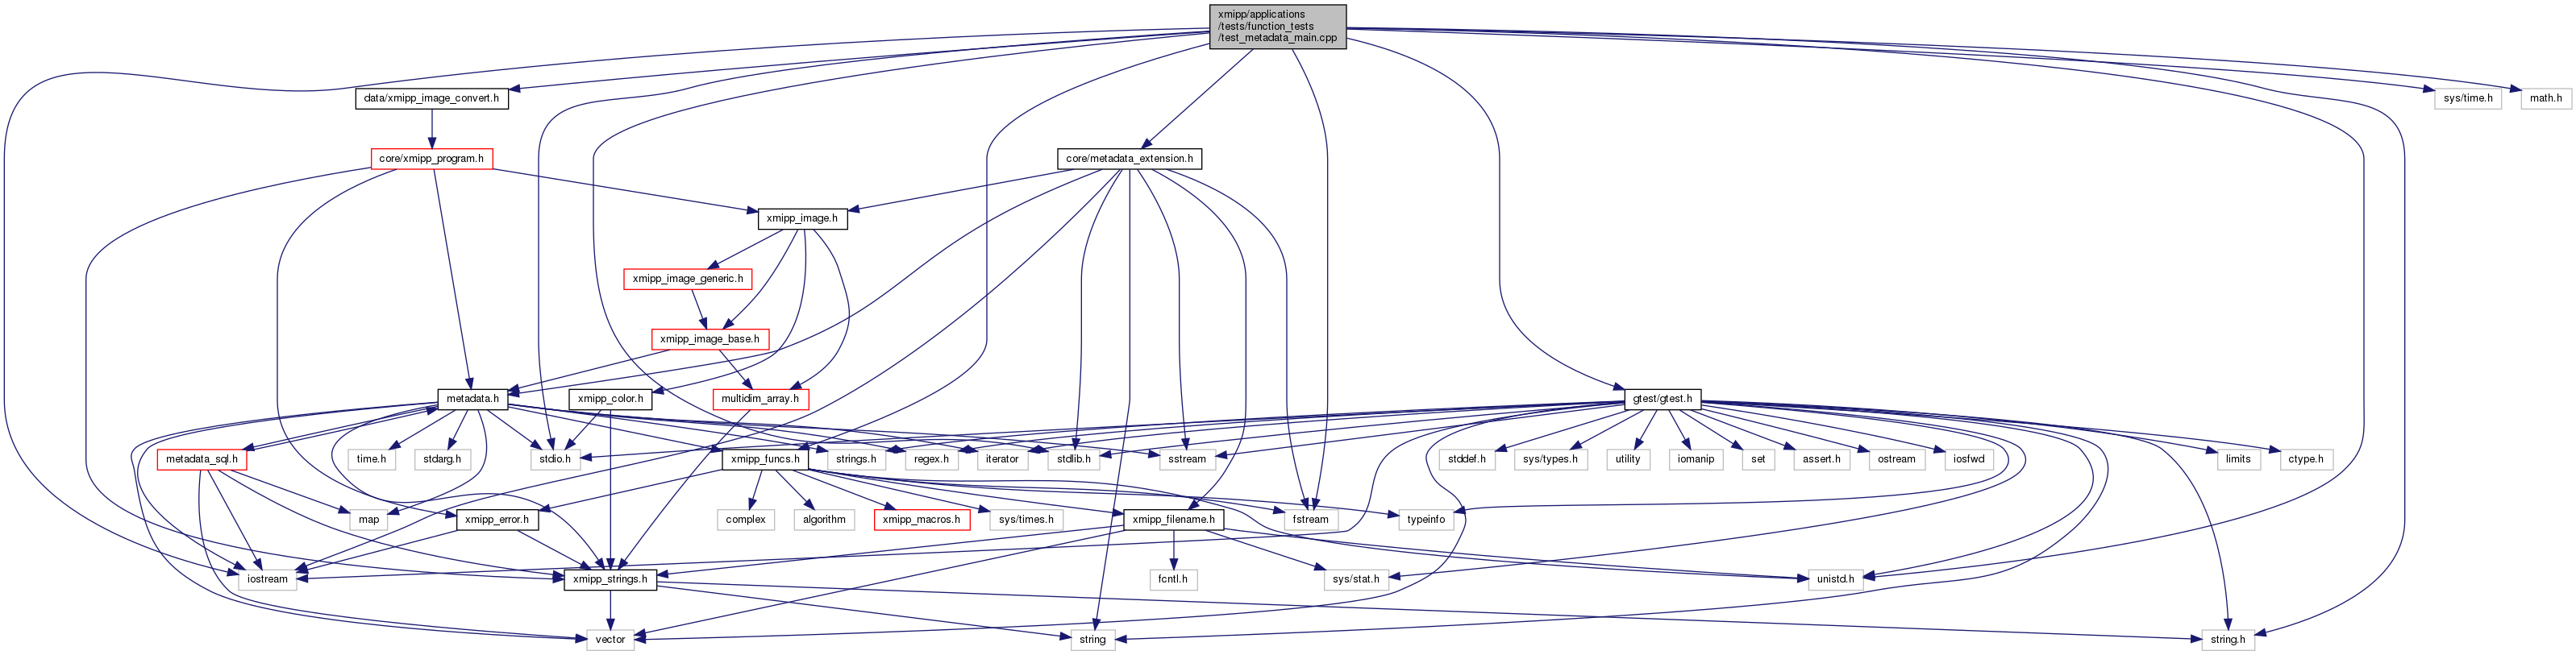 xmipp/applications
/tests/function_tests
/test_metadata_main.cpp
data/xmipp_image_convert.h
sys/time.h
math.h
core/xmipp_program.h
core/metadata_extension.h
xmipp_image.h
xmipp_image_generic.h
xmipp_image_base.h
metadata.h
xmipp_color.h
multidim_array.h
gtest/gtest.h
metadata_sql.h
time.h
stdarg.h
stdio.h
xmipp_funcs.h
strings.h
regex.h
iterator
stdlib.h
sstream
stddef.h
sys/types.h
utility
iomanip
set
assert.h
ostream
iosfwd
limits
ctype.h
map
xmipp_error.h
complex
algorithm
xmipp_macros.h
sys/times.h
xmipp_filename.h
fstream
typeinfo
iostream
xmipp_strings.h
fcntl.h
sys/stat.h
unistd.h
vector
string
string.h